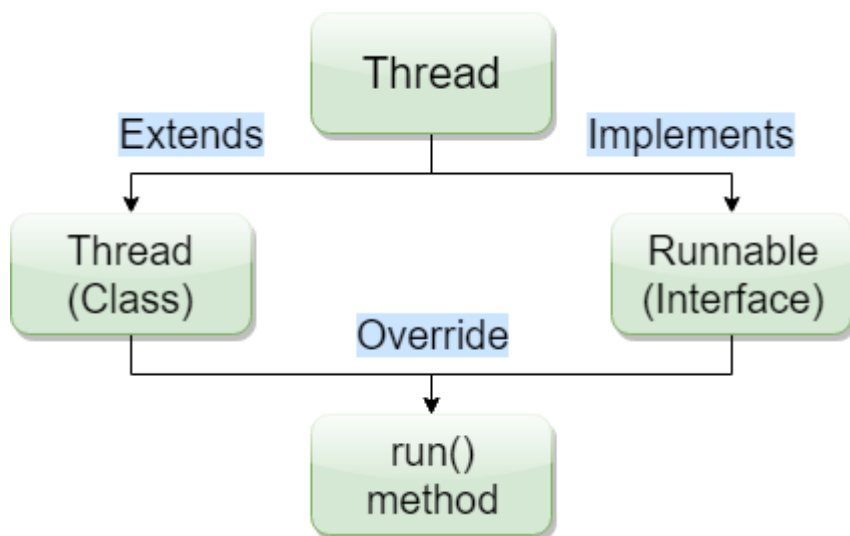 Thread
Extends
Implements
Thread
(Class)
Runnable
(Interface)
Override
run()
method